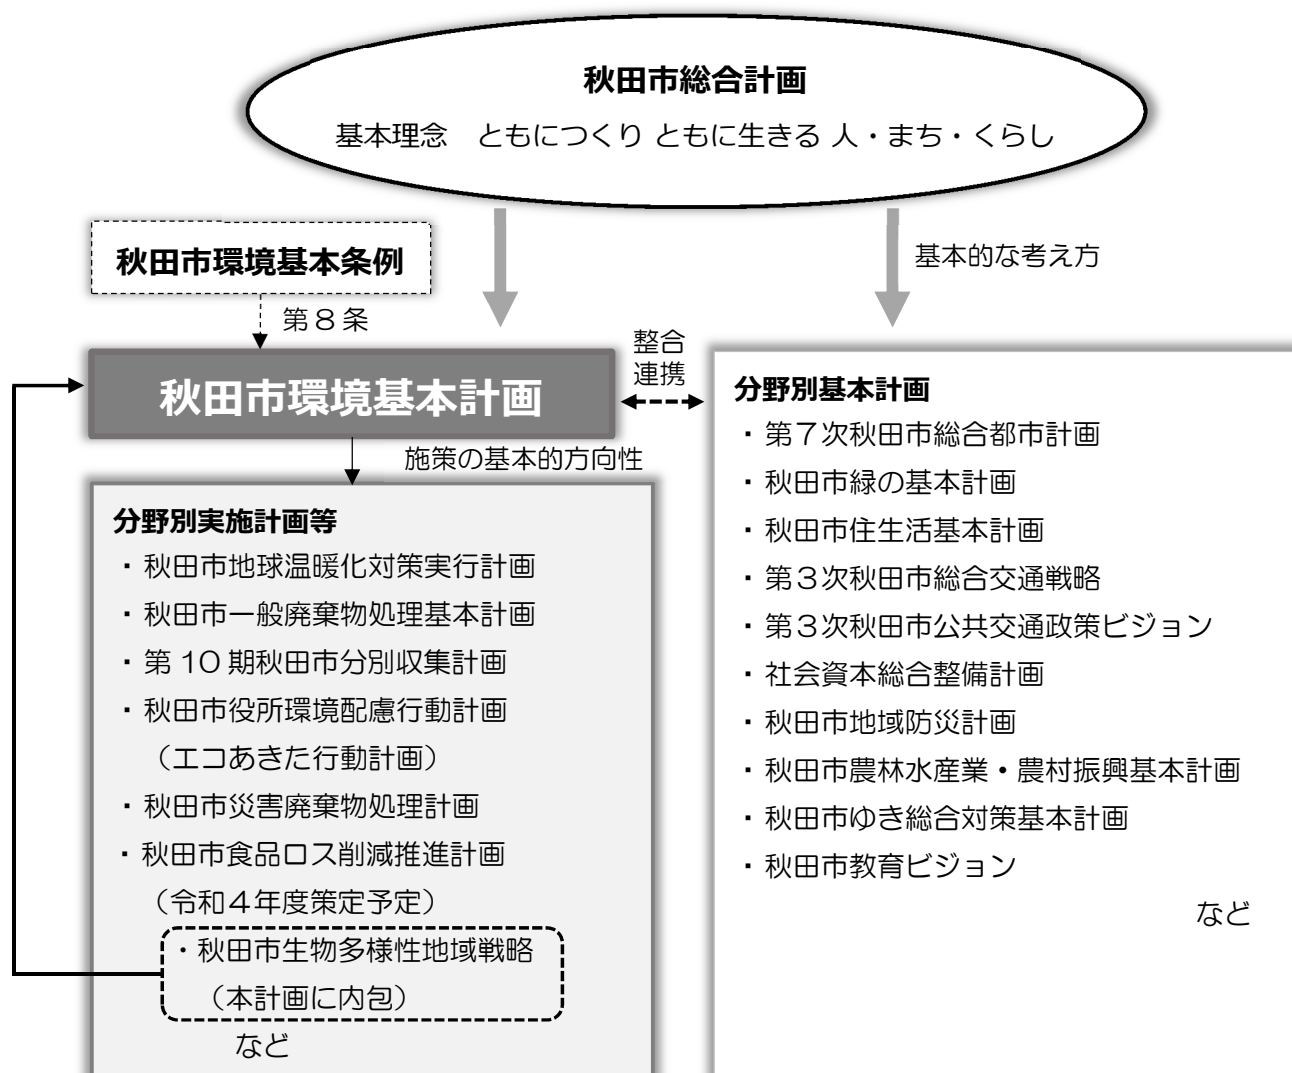 秋田市総合計画
基本理念　ともにつくり ともに生きる 人・まち・くらし
基本的な考え方
秋田市環境基本条例
第８条
秋田市環境基本計画
整合
連携
施策の基本的方向性
分野別実施計画等
・秋田市地球温暖化対策実行計画
・秋田市一般廃棄物処理基本計画
・第 10 期秋田市分別収集計画
・秋田市役所環境配慮行動計画
（エコあきた行動計画）
・秋田市災害廃棄物処理計画
・秋田市食品ロス削減推進計画
（令和４年度策定予定）
・秋田市生物多様性地域戦略
（本計画に内包）
など
分野別基本計画
・第７次秋田市総合都市計画
・秋田市緑の基本計画
・秋田市住生活基本計画
・第３次秋田市総合交通戦略
・第３次秋田市公共交通政策ビジョン
・社会資本総合整備計画
・秋田市地域防災計画
・秋田市農林水産業・農村振興基本計画
・秋田市ゆき総合対策基本計画
・秋田市教育ビジョン
など